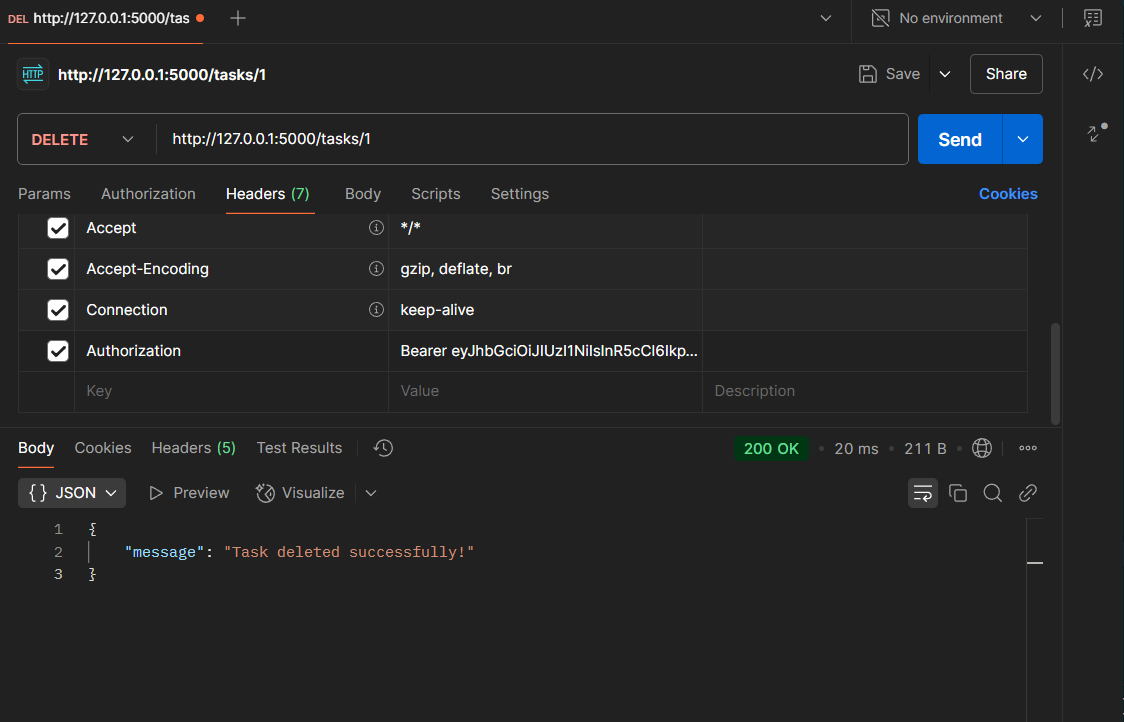 DEL http://127.0.0.1:5000/tas
No environment
HTTP http://127.0.0.1:5000/tasks/1
Save
Share
DELETE http://127.0.0.1:5000/tasks/1
Send
Params Authorization Headers (7) Body Scripts Settings Cookies
Accept */*
Accept-Encoding gzip, deflate, br
Connection keep-alive
Authorization Bearer eyJhbGciOiJIUzI1NiIsInR5cCI6Ikp...
Key Value Description
Body Cookies Headers (5) Test Results 200 OK 20 ms 211 B
{} JSON Preview Visualize
1 {
2 "message": "Task deleted successfully!"
3 }